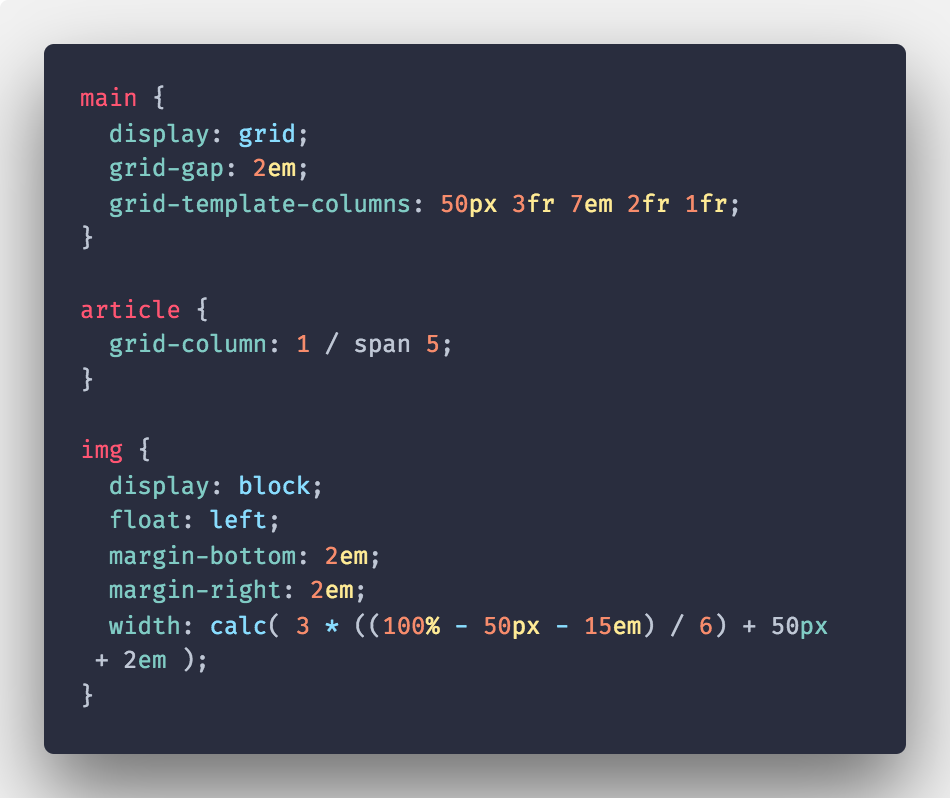 main {
  display: grid;
  grid-gap: 2em;
  grid-template-columns: 50px 3fr 7em 2fr 1fr;
}

article {
  grid-column: 1 / span 5;
}

img {
  display: block;
  float: left;
  margin-bottom: 2em;
  margin-right: 2em;
  width: calc( 3 * ((100% - 50px - 15em) / 6) + 50px
 + 2em );
}